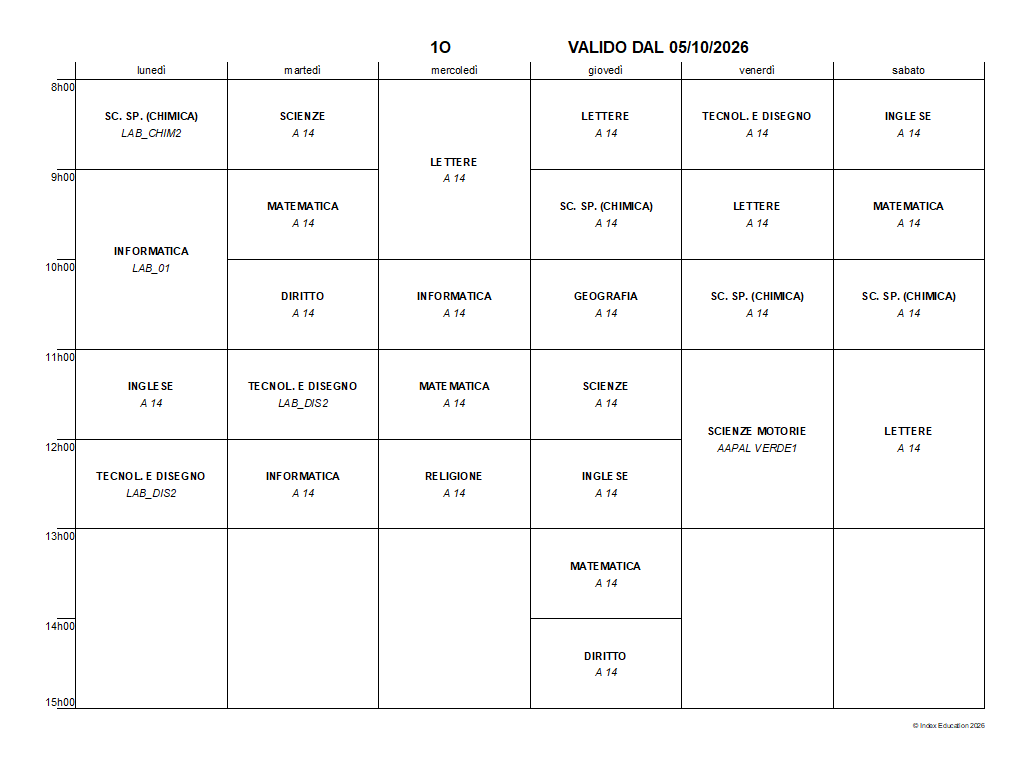 1O VALIDO DAL 05/10/2026
lunedì martedì mercoledì giovedì venerdì sabato
8h00
SC. SP. (CHIMICA)
LAB_CHIM2
SCIENZE
A 14
LETTERE
A 14
LETTERE
A 14
TECNOL. E DISEGNO
A 14
INGLESE
A 14
9h00
INFORMATICA
LAB_01
MATEMATICA
A 14
SC. SP. (CHIMICA)
A 14
LETTERE
A 14
MATEMATICA
A 14
10h00
DIRITTO
A 14
INFORMATICA
A 14
GEOGRAFIA
A 14
SC. SP. (CHIMICA)
A 14
SC. SP. (CHIMICA)
A 14
11h00
INGLESE
A 14
TECNOL. E DISEGNO
LAB_DIS2
MATEMATICA
A 14
SCIENZE
A 14
SCIENZE MOTORIE
AAPAL VERDE1
LETTERE
A 14
12h00
TECNOL. E DISEGNO
LAB_DIS2
INFORMATICA
A 14
RELIGIONE
A 14
INGLESE
A 14
13h00
MATEMATICA
A 14
14h00
DIRITTO
A 14
15h00
© Index Education 2026